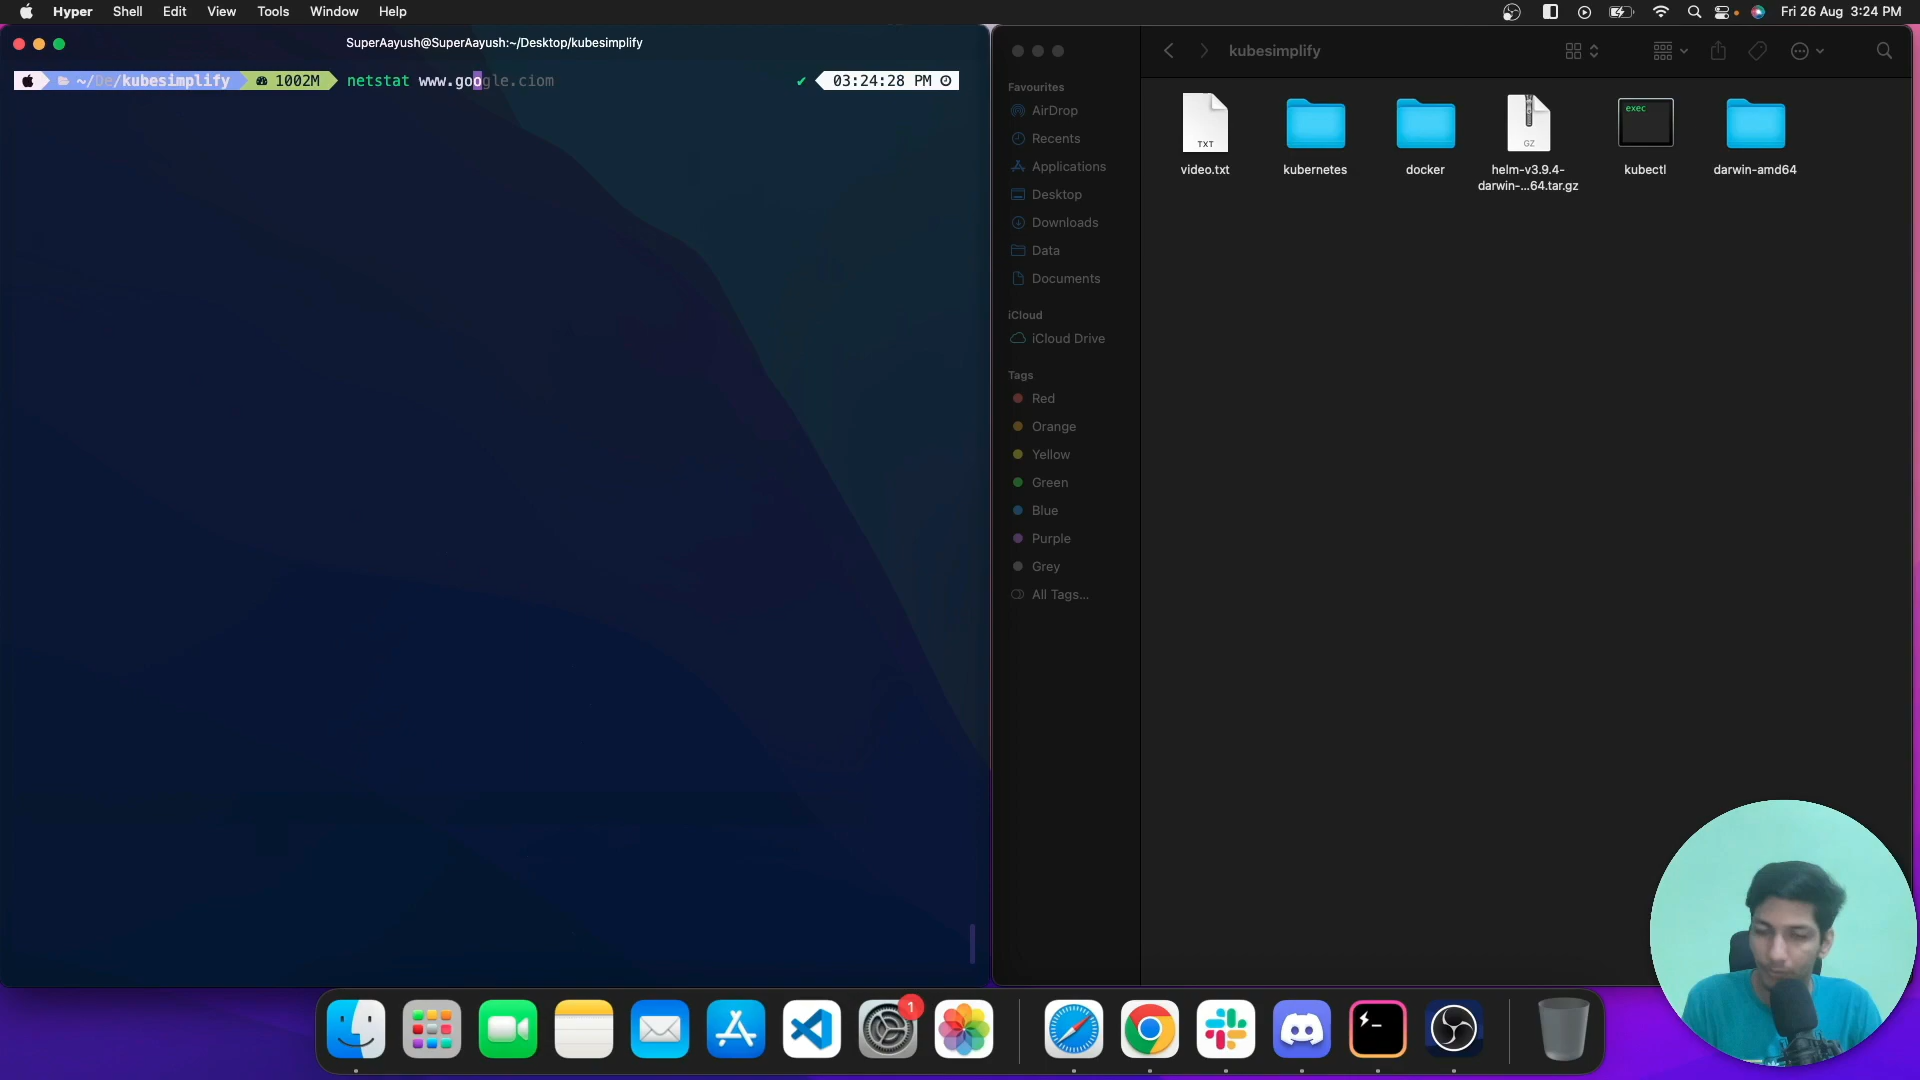 Hyper Shell Edit View Tools Window Help Fri 26 Aug 3:24 PM
SuperAayush@SuperAayush:~/Desktop/kubesimplify
~/De/kubesimplify 1002M netstat www.google.ciom ✔ 03:24:28 PM
kubesimplify
Favourites
AirDrop
Recents
Applications
Desktop
Downloads
Data
Documents
iCloud
iCloud Drive
Tags
Red
Orange
Yellow
Green
Blue
Purple
Grey
All Tags...
TXT
GZ
exec
video.txt
kubernetes
docker
helm-v3.9.4-
darwin-...64.tar.gz
kubectl
darwin-amd64
1